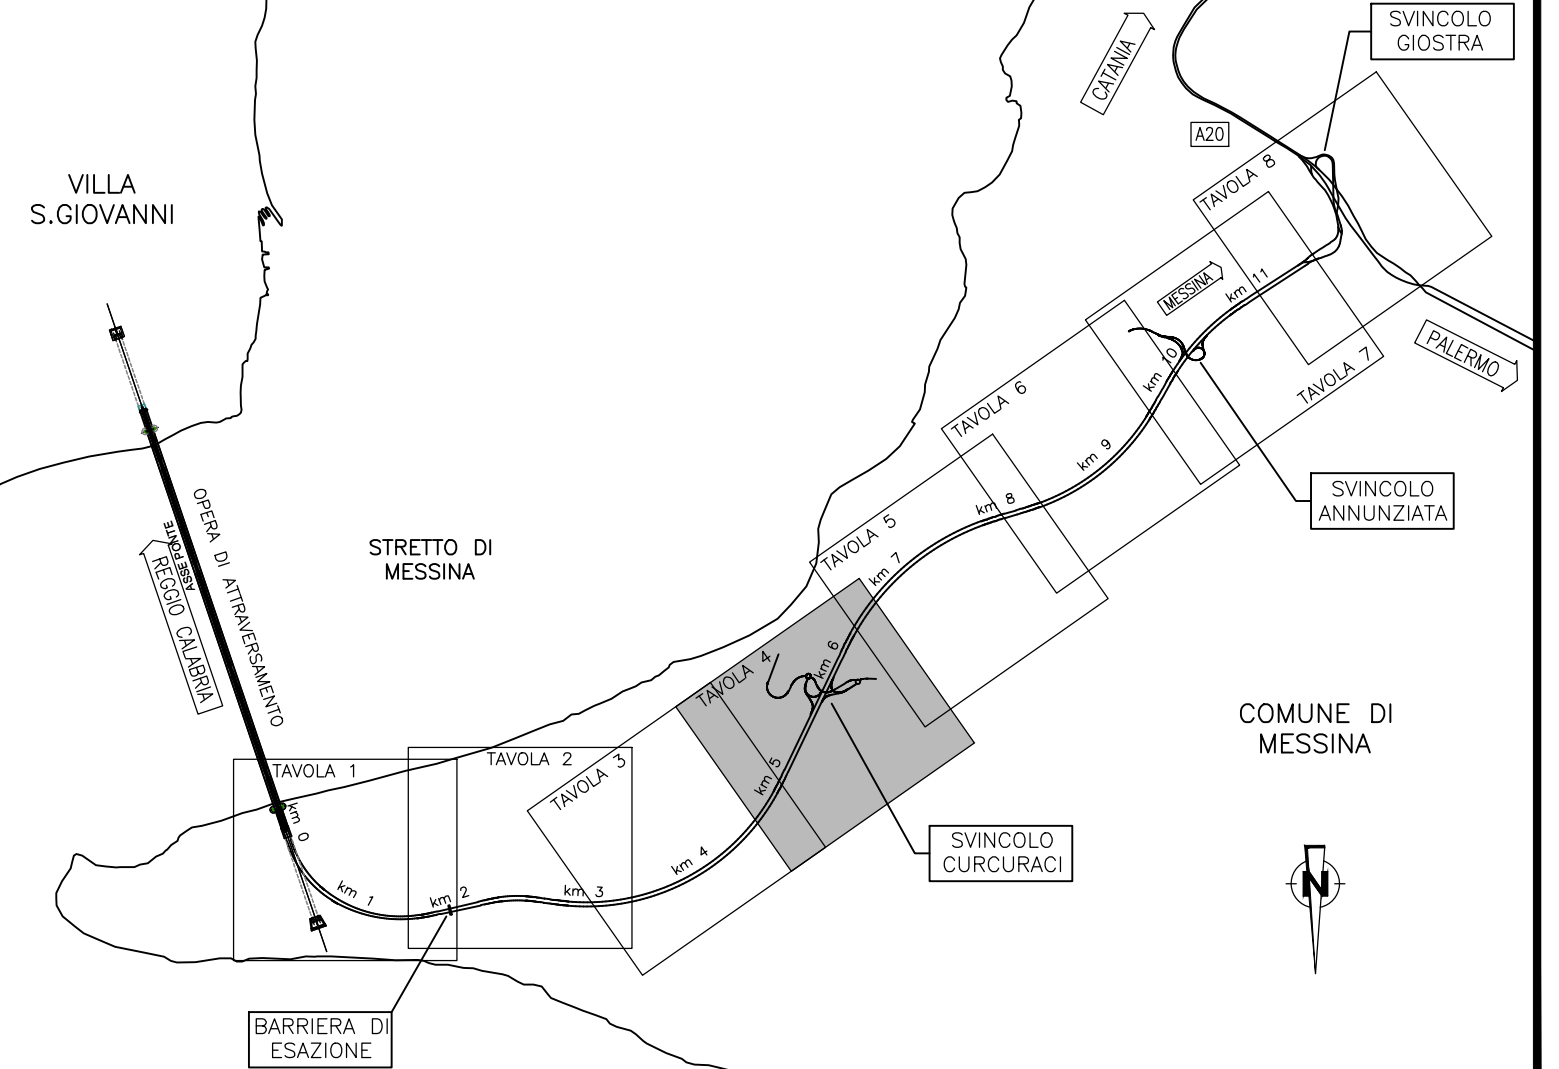 SVINCOLO
GIOSTRA
CATANIA
A20
VILLA
S.GIOVANNI
TAVOLA 8
MESSINA
km 11
PALERMO
km 10
TAVOLA 7
TAVOLA 6
km 9
SVINCOLO
ANNUNZIATA
km 8
TAVOLA 5
OPERA DI ATTRAVERSAMENTO
ASSE PONTE
REGGIO CALABRIA
STRETTO DI
MESSINA
km 7
km 6
TAVOLA 4
COMUNE DI
MESSINA
km 5
TAVOLA 3
TAVOLA 2
TAVOLA 1
km 0
SVINCOLO
CURCURACI
km 4
km 3
km 2
km 1
N
BARRIERA DI
ESAZIONE